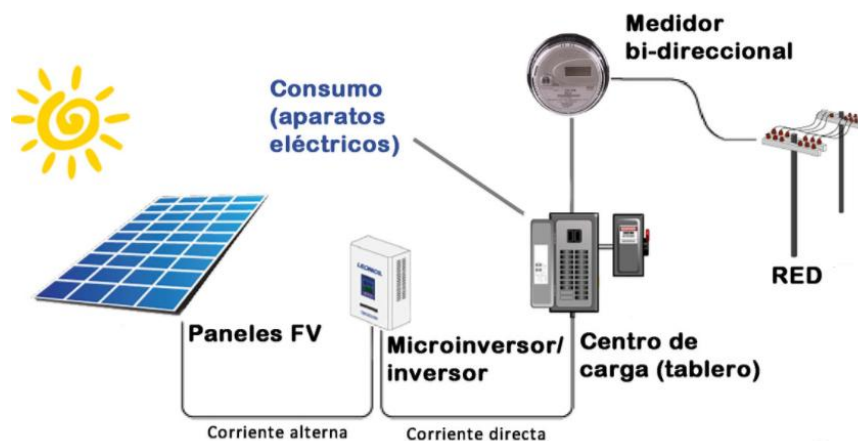 Medidor
bi-direccional
Consumo
(aparatos
eléctricos)
RED
Paneles FV
Microinversor/
inversor
Centro de
carga (tablero)
Corriente alterna
Corriente directa